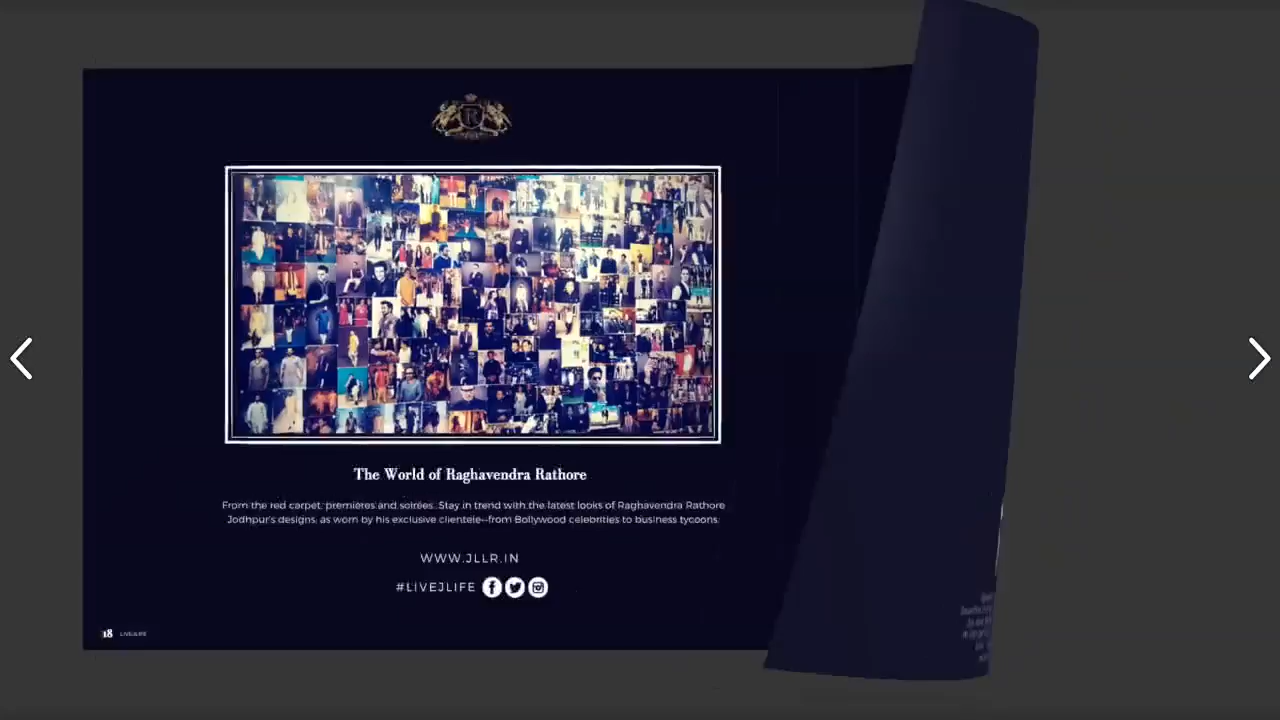 R
The World of Raghavendra Rathore
From the red carpet, premières and soirées. Stay in trend with the latest looks of Raghavendra Rathore
Jodhpur's designs, as worn by his exclusive clientele—from Bollywood celebrities to business tycoons.
WWW.JLLR.IN
#LIVEJLIFE
18 LIVEJLIFE